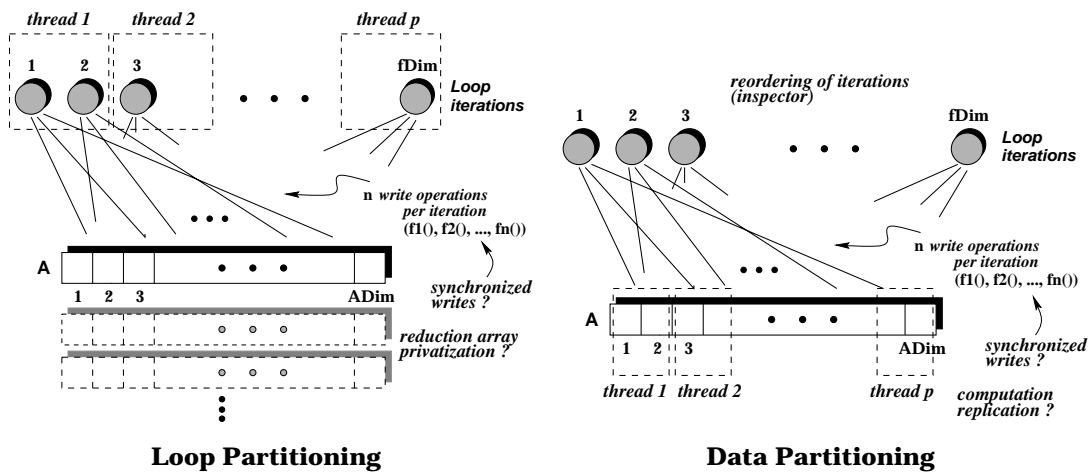 thread 1
thread 2
thread p
1
2
3
fDim
Loop
iterations
n write operations
per iteration
(f1(), f2(), ..., fn())
A
1
2
3
ADim
synchronized
writes ?
reduction array
privatization ?
Loop Partitioning
reordering of iterations
(inspector)
1
2
3
fDim
Loop
iterations
n write operations
per iteration
(f1(), f2(), ..., fn())
A
1
2
3
ADim
thread 1
thread 2
thread p
synchronized
writes ?
computation
replication ?
Data Partitioning